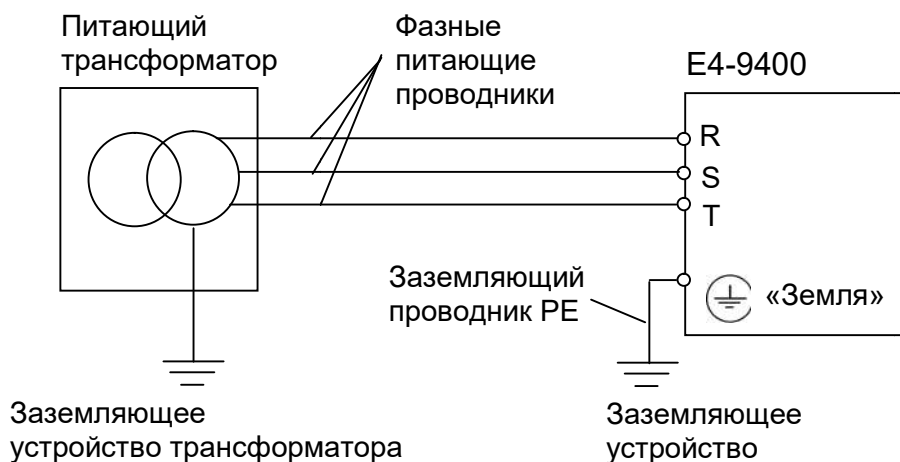 Питающий
трансформатор
Фазные
питающие
проводники
E4-9400
R
S
T
Заземляющий
проводник PE
«Земля»
Заземляющее
устройство трансформатора
Заземляющее
устройство